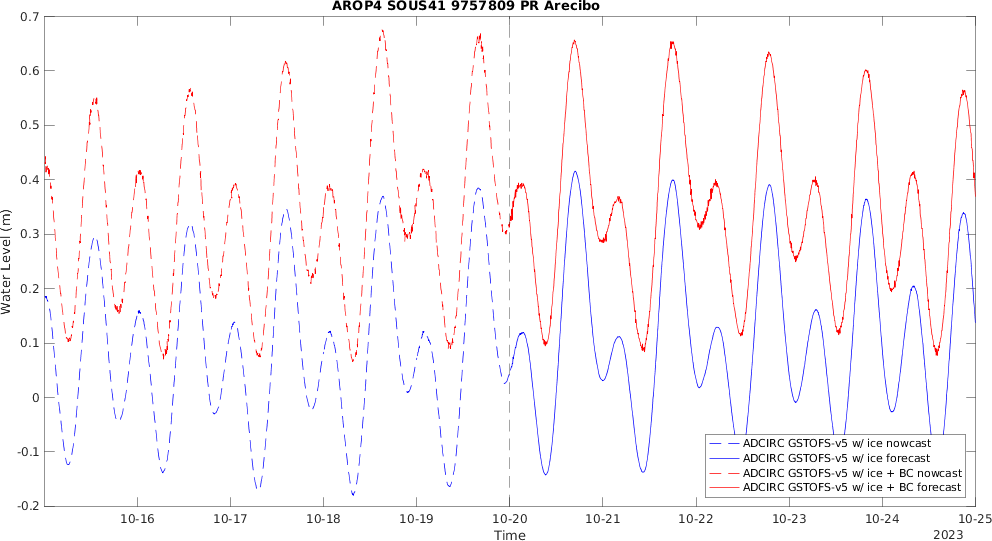 AROP4 SOUS41 9757809 PR Arecibo
Water Level (m)
0.7
0.6
0.5
0.4
0.3
0.2
0.1
0
-0.1
-0.2
ADCIRC GSTOFS-v5 w/ ice nowcast
ADCIRC GSTOFS-v5 w/ ice forecast
ADCIRC GSTOFS-v5 w/ ice + BC nowcast
ADCIRC GSTOFS-v5 w/ ice + BC forecast
10-16 10-17 10-18 10-19 10-20 10-21 10-22 10-23 10-24 10-25
Time
2023